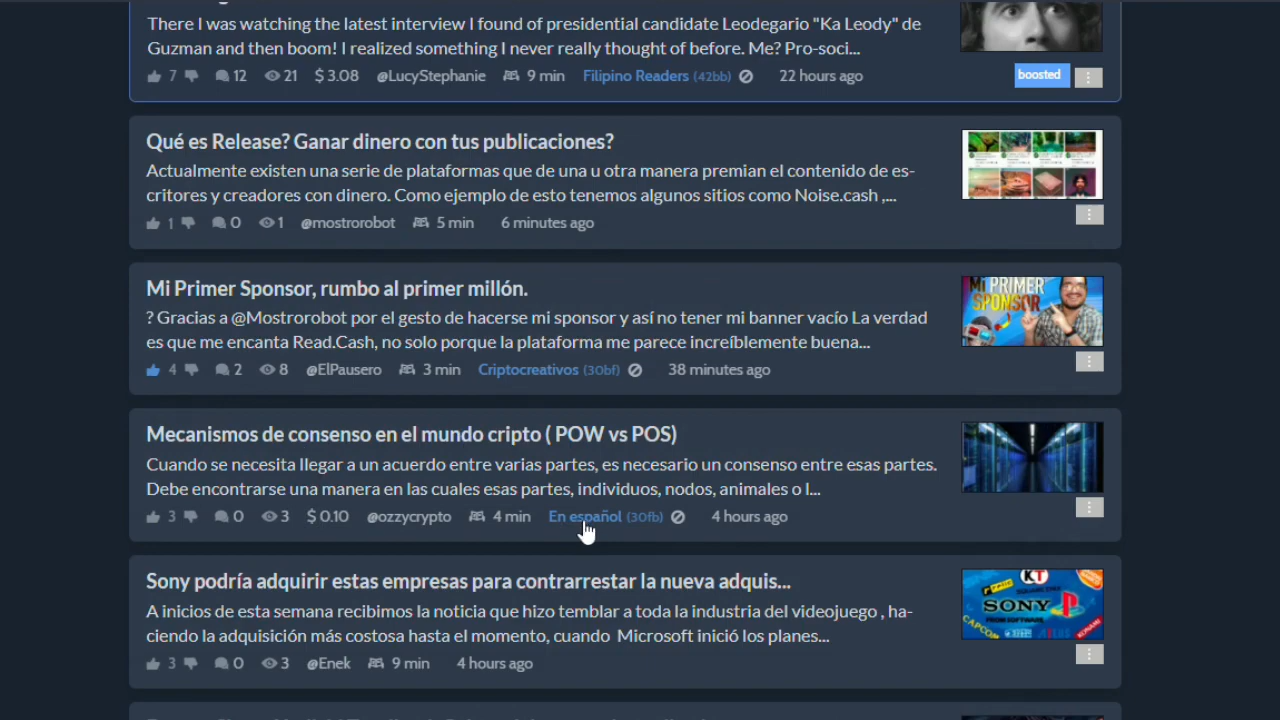 There I was watching the latest interview I found of presidential candidate Leodegario "Ka Leody" de
Guzman and then boom! I realized something I never really thought of before. Me? Pro-soci...
7 12 21 $ 3.08 @LucyStephanie 9 min Filipino Readers (42bb) 22 hours ago
boosted
Qué es Release? Ganar dinero con tus publicaciones?
Actualmente existen una serie de plataformas que de una u otra manera premian el contenido de es-
critores y creadores con dinero. Como ejemplo de esto tenemos algunos sitios como Noise.cash ,...
1 0 1 @mostrorobot 5 min 6 minutes ago
Mi Primer Sponsor, rumbo al primer millón.
? Gracias a @Mostrorobot por el gesto de hacerse mi sponsor y así no tener mi banner vacío La verdad
es que me encanta Read.Cash, no solo porque la plataforma me parece increíblemente buena...
4 2 8 @ElPausero 3 min Criptocreativos (30bf) 38 minutes ago
Mi PRIMER
SPONSOR
Mecanismos de consenso en el mundo cripto ( POW vs POS)
Cuando se necesita llegar a un acuerdo entre varias partes, es necesario un consenso entre esas partes.
Debe encontrarse una manera en las cuales esas partes, individuos, nodos, animales o l...
3 0 3 $ 0.10 @ozzycrypto 4 min En español (30fb) 4 hours ago
Sony podría adquirir estas empresas para contrarrestar la nueva adquis...
A inicios de esta semana recibimos la noticia que hizo temblar a toda la industria del videojuego , ha-
ciendo la adquisición más costosa hasta el momento, cuando Microsoft inició los planes...
3 0 3 @Enek 9 min 4 hours ago
KT
SONY
FROM SOFTWARE
CAPCOM
KONAMI